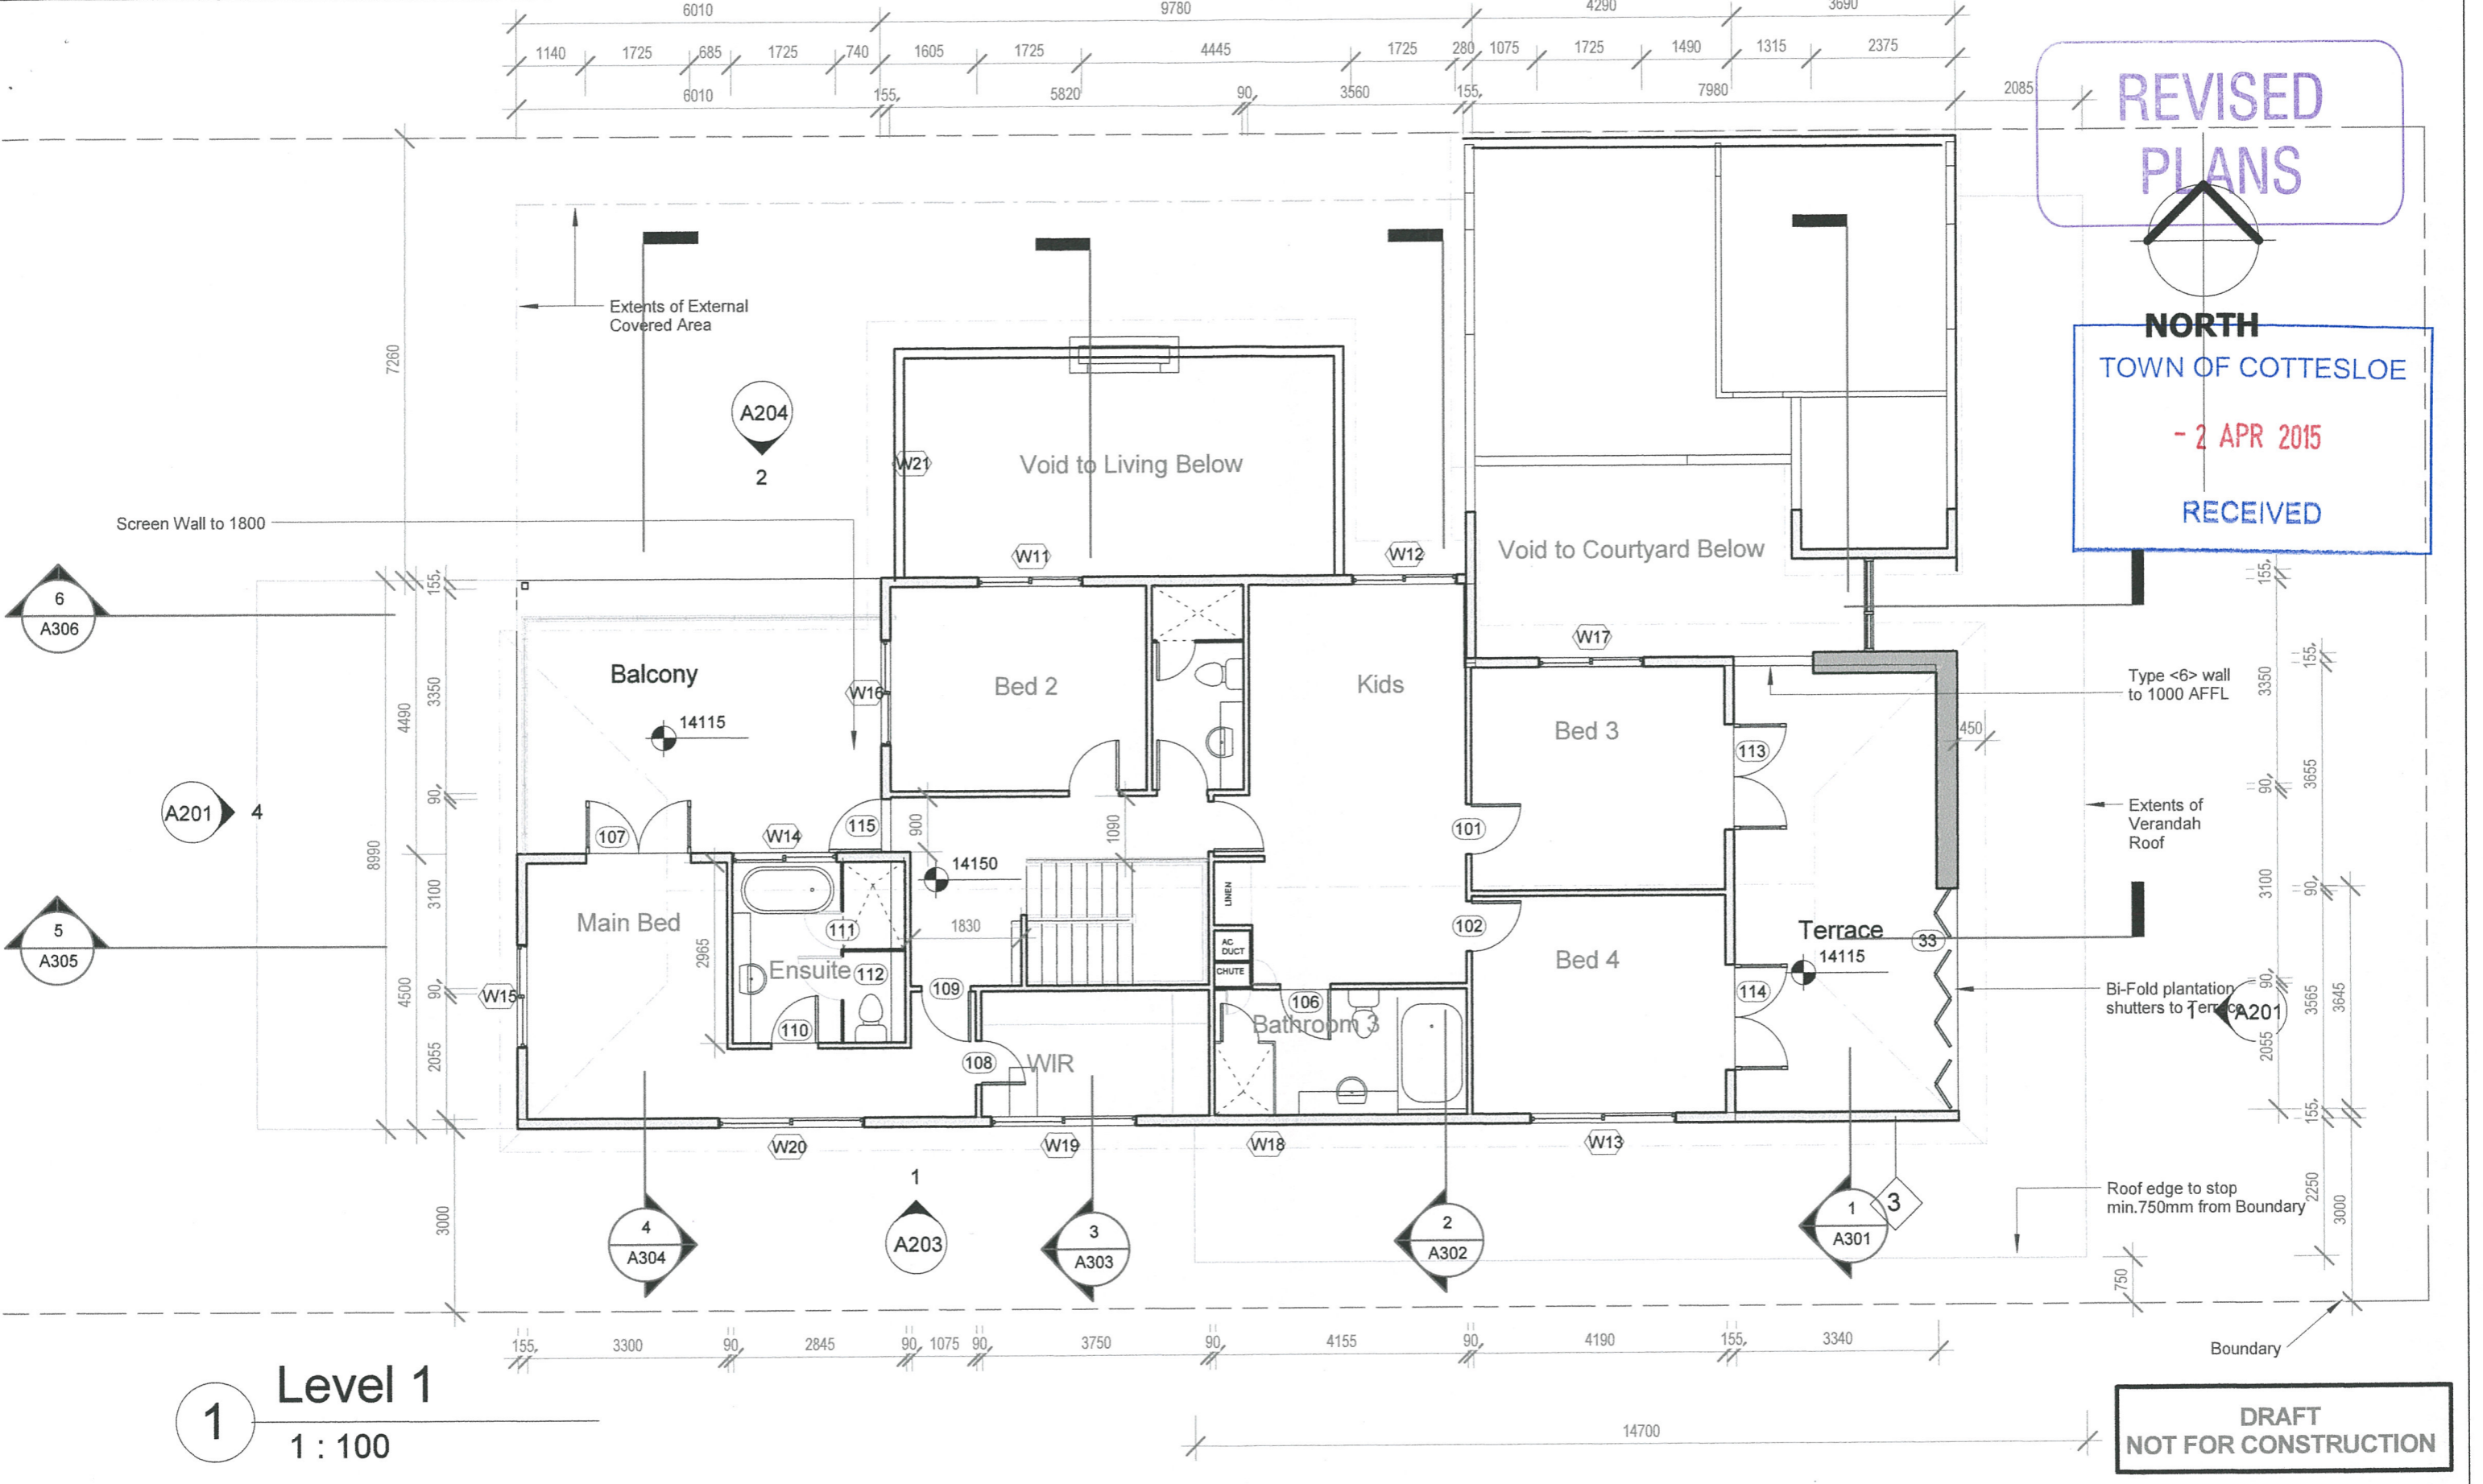 6010
9780
4290
3690
1140
1725
685
1725
740
1605
1725
4445
1725
280
1075
1725
1490
1315
2375
6010
155,
5820
90,
3560
155,
7980
2085
REVISED
PLANS
NORTH
TOWN OF COTTESLOE
- 2 APR 2015
RECEIVED
Extents of External
Covered Area
7260
A204
2
W21
Void to Living Below
Screen Wall to 1800
W11
W12
Void to Courtyard Below
6
A306
155,
155,
W17
155,
Balcony
14115
W16
Bed 2
Kids
Bed 3
Type <6> wall
to 1000 AFFL
3350
4490
3350
3655
450
113
A201
4
90,
90,
Extents of
Verandah
Roof
107
W14
115
900
1090
101
8990
14150
3100
3100
90,
LINEN
Main Bed
2965
111
1830
102
Terrace
33
14115
5
A305
AC
DUCT
CHUTE
Bed 4
Ensuite
112
4500
90,
W15
109
106
114
90,
Bi-Fold plantation
shutters to Terrace
1
A201
3565
3645
110
Bathroom 3
2055
2055
108
WIR
155,
W20
W19
W18
W13
1
A203
3000
4
A304
3
A303
2
A302
1
A301
3
Roof edge to stop
min.750mm from Boundary
2250
3000
750
155,
3300
90,
2845
90,
1075
90,
3750
90,
4155
90,
4190
155,
3340
Boundary
1
Level 1
1 : 100
14700
DRAFT
NOT FOR CONSTRUCTION